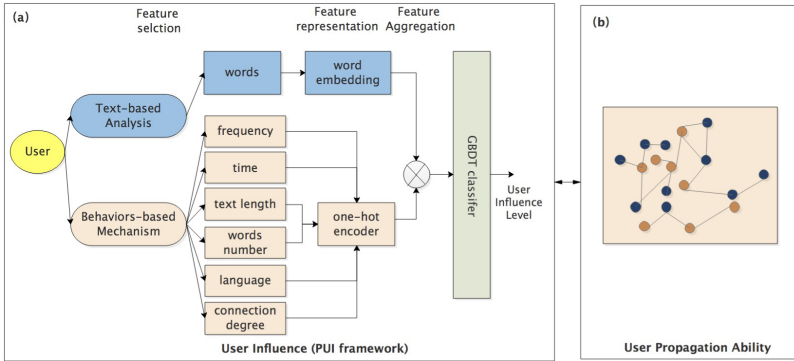 (a)
Feature
selction
Feature
representation
Feature
Aggregation
words
word
embedding
Text-based
Analysis
User
Behaviors-based
Mechanism
frequency
time
text length
words
number
language
connection
degree
one-hot
encoder
GBDT classifer
User
Influence
Level
User Influence (PUI framework)
(b)
User Propagation Ability